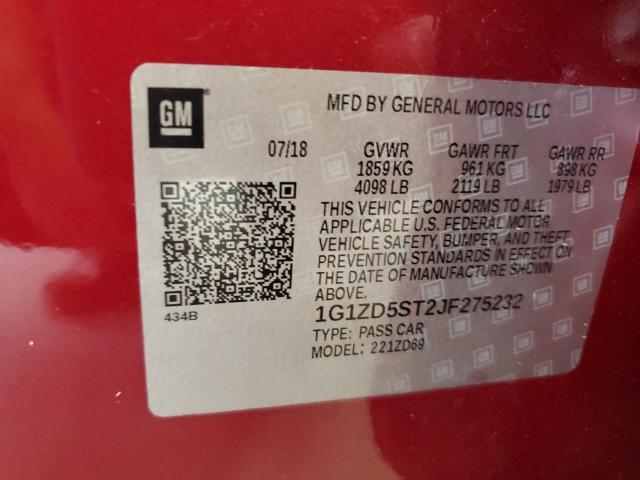 GM
MFD BY GENERAL MOTORS LLC
07/18 GVWR GAWR FRT GAWR RR
1859 KG 961 KG 898 KG
4098 LB 2119 LB 1979 LB
THIS VEHICLE CONFORMS TO ALL
APPLICABLE U.S. FEDERAL MOTOR
VEHICLE SAFETY, BUMPER, AND THEFT
PREVENTION STANDARDS IN EFFECT ON
THE DATE OF MANUFACTURE SHOWN
ABOVE.
434B
1G1ZD5ST2JF275232
TYPE: PASS CAR
MODEL: 221ZD69